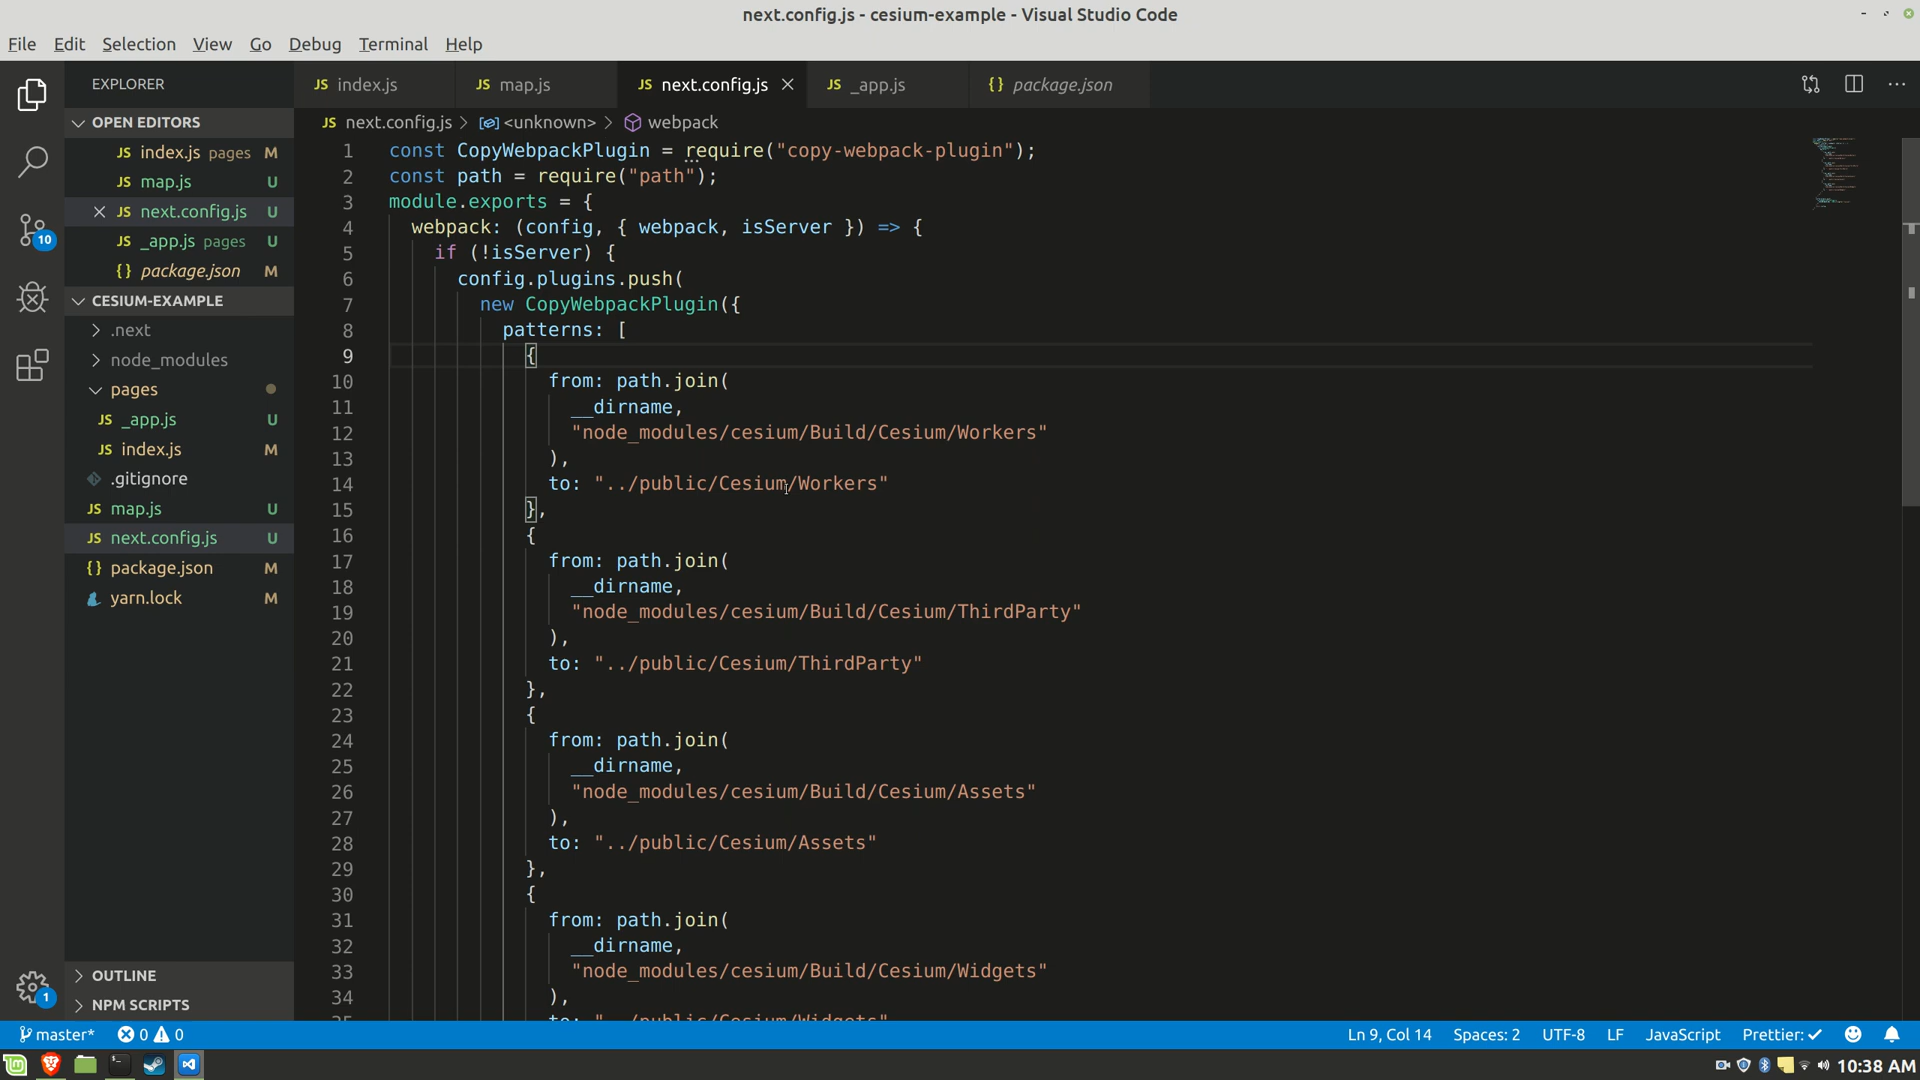 next.config.js - cesium-example - Visual Studio Code
File Edit Selection View Go Debug Terminal Help
EXPLORER
OPEN EDITORS
JS index.js pages M
JS map.js U
JS next.config.js U
JS _app.js pages U
{} package.json M
CESIUM-EXAMPLE
.next
node_modules
pages
JS _app.js U
JS index.js M
.gitignore
JS map.js U
JS next.config.js U
{} package.json M
yarn.lock M
OUTLINE
NPM SCRIPTS
10
1
JS index.js JS map.js JS next.config.js JS _app.js {} package.json
JS next.config.js > <unknown> > webpack
1 const CopyWebpackPlugin = require("copy-webpack-plugin");
2 const path = require("path");
3 module.exports = {
4 webpack: (config, { webpack, isServer }) => {
5 if (!isServer) {
6 config.plugins.push(
7 new CopyWebpackPlugin({
8 patterns: [
9 {
10 from: path.join(
11 __dirname,
12 "node_modules/cesium/Build/Cesium/Workers"
13 ),
14 to: "../public/Cesium/Workers"
15 },
16 {
17 from: path.join(
18 __dirname,
19 "node_modules/cesium/Build/Cesium/ThirdParty"
20 ),
21 to: "../public/Cesium/ThirdParty"
22 },
23 {
24 from: path.join(
25 __dirname,
26 "node_modules/cesium/Build/Cesium/Assets"
27 ),
28 to: "../public/Cesium/Assets"
29 },
30 {
31 from: path.join(
32 __dirname,
33 "node_modules/cesium/Build/Cesium/Widgets"
34 ),
35 to: "../public/Cesium/Widgets"
master* 0 0 Ln 9, Col 14 Spaces: 2 UTF-8 LF JavaScript Prettier: ✓
10:38 AM